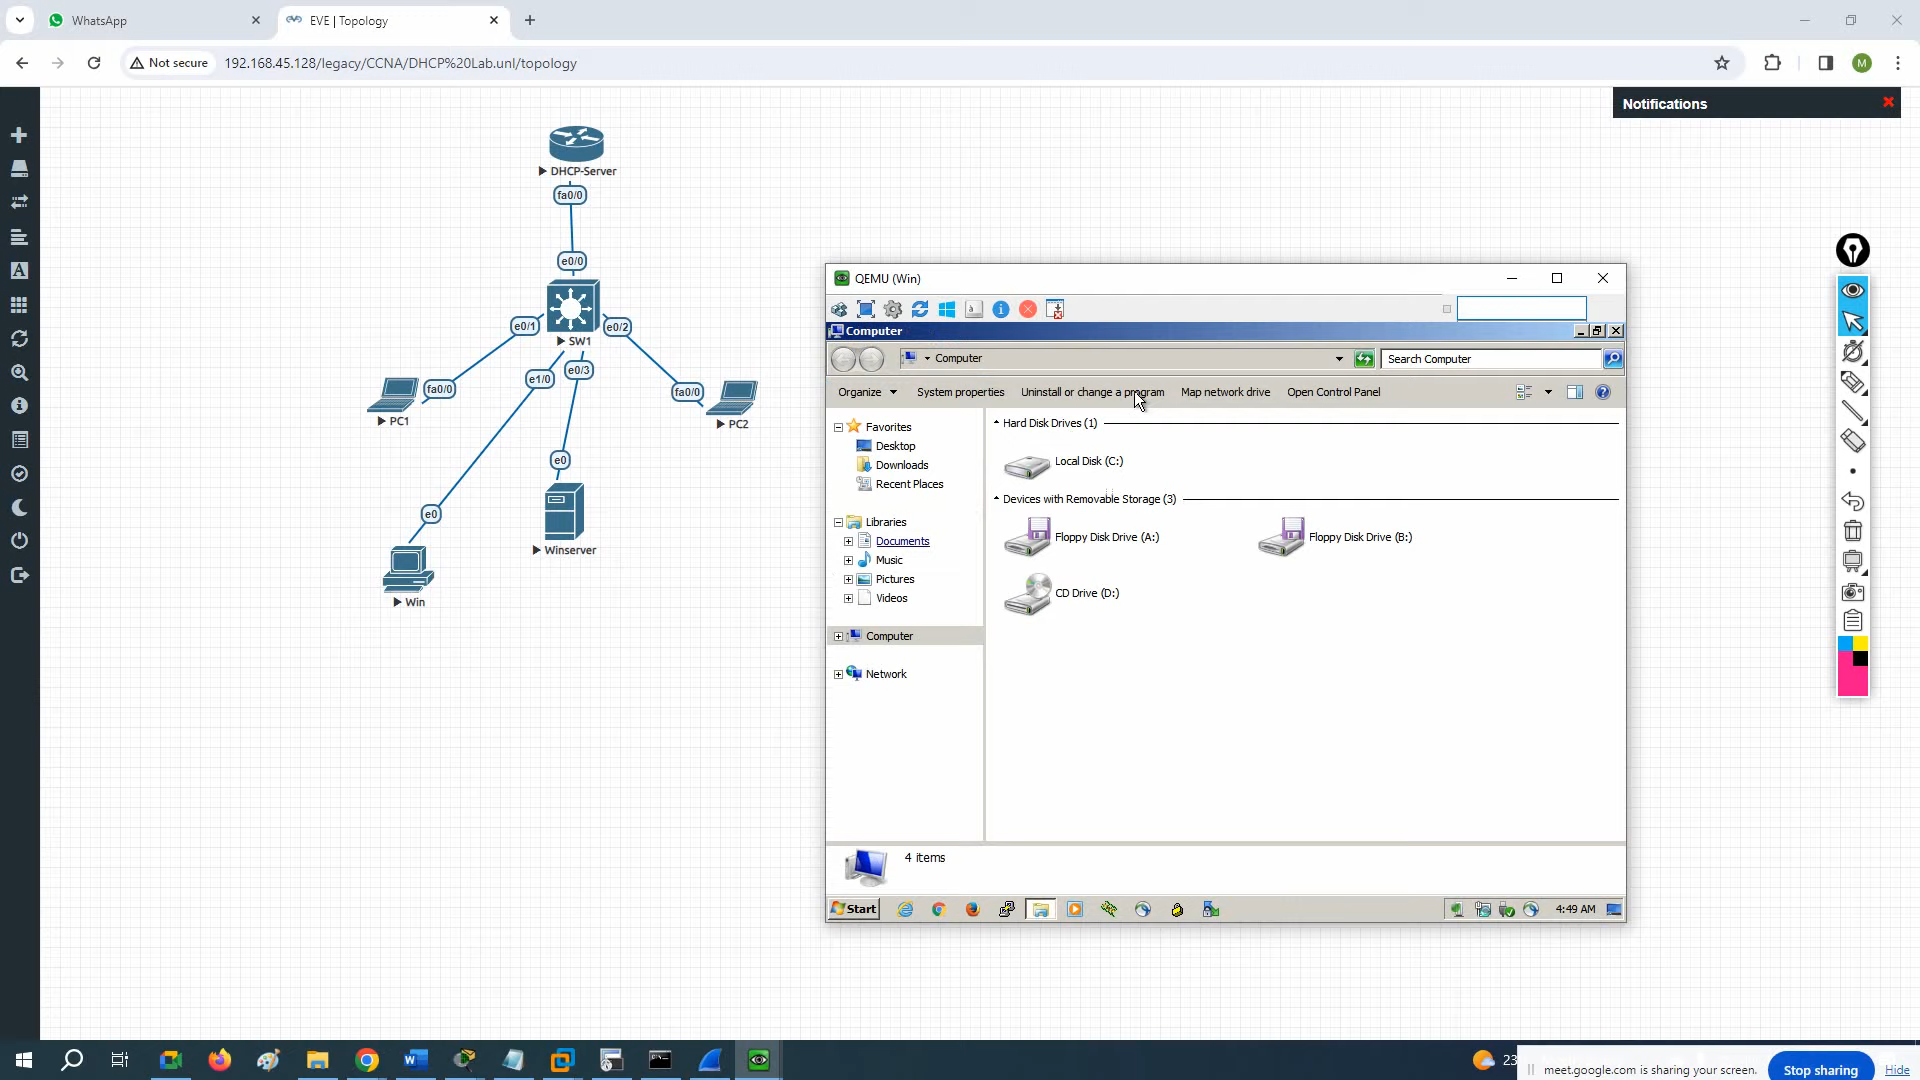 WhatsApp
EVE | Topology
Not secure
192.168.45.128/legacy/CCNA/DHCP%20Lab.unl/topology
M
Notifications
DHCP-Server
fa0/0
e0/0
SW1
e0/1
e0/2
e1/0
e0/3
fa0/0
PC1
fa0/0
PC2
e0
Winserver
e0
Win
QEMU (Win)
Computer
Computer
Search Computer
Organize
System properties
Uninstall or change a program
Map network drive
Open Control Panel
Favorites
Desktop
Downloads
Recent Places
Libraries
Documents
Music
Pictures
Videos
Computer
Network
Hard Disk Drives (1)
Local Disk (C:)
Devices with Removable Storage (3)
Floppy Disk Drive (A:)
Floppy Disk Drive (B:)
CD Drive (D:)
4 items
Start
4:49 AM
23
meet.google.com is sharing your screen.
Stop sharing
Hide